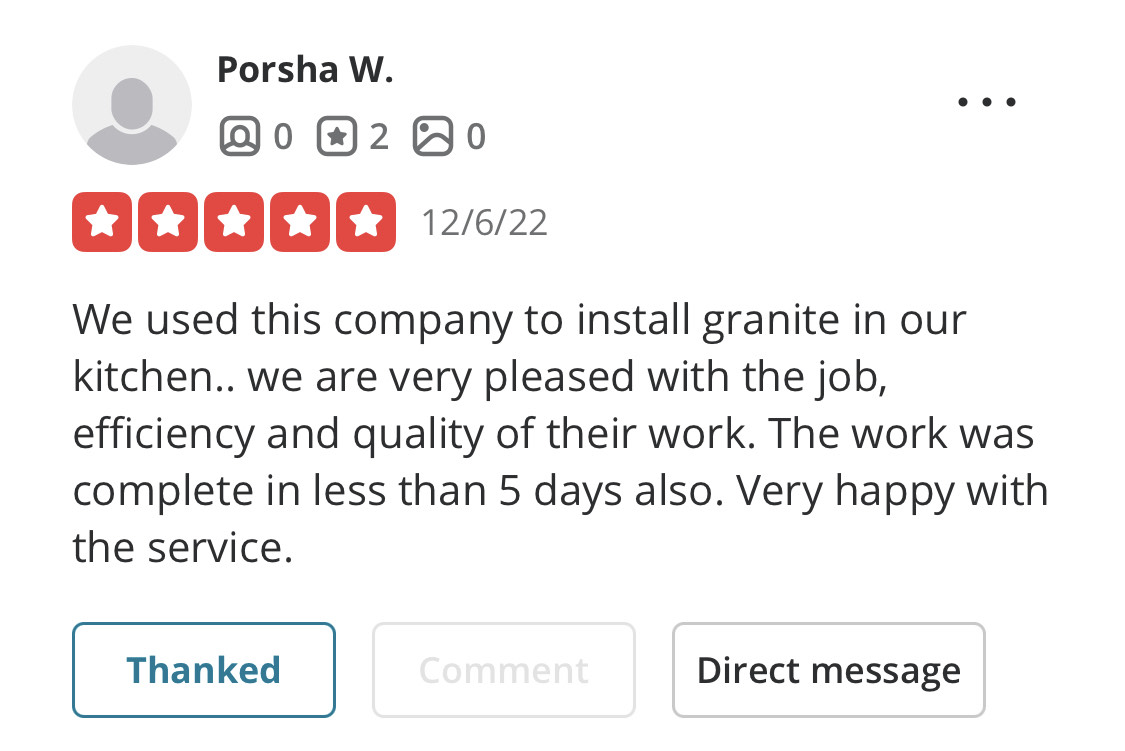 Porsha W.
0 2 0
12/6/22
We used this company to install granite in our
kitchen.. we are very pleased with the job,
efficiency and quality of their work. The work was
complete in less than 5 days also. Very happy with
the service.
Thanked Comment Direct message